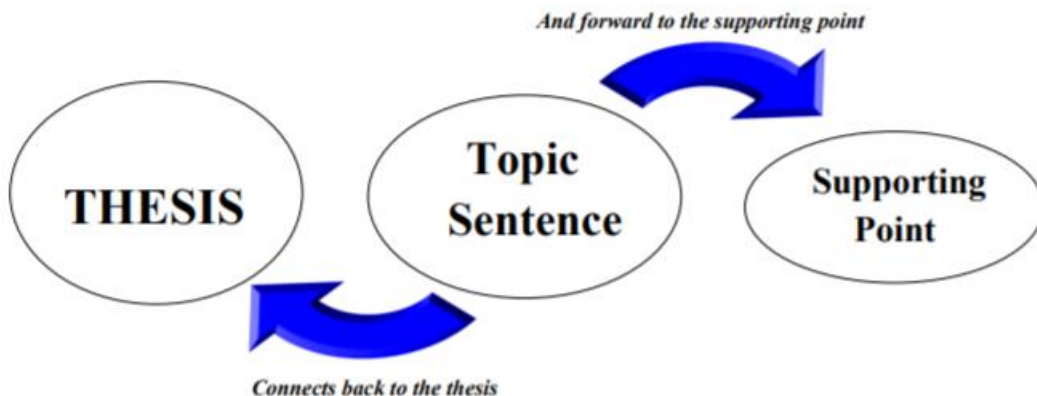 And forward to the supporting point
THESIS
Topic
Sentence
Supporting
Point
Connects back to the thesis